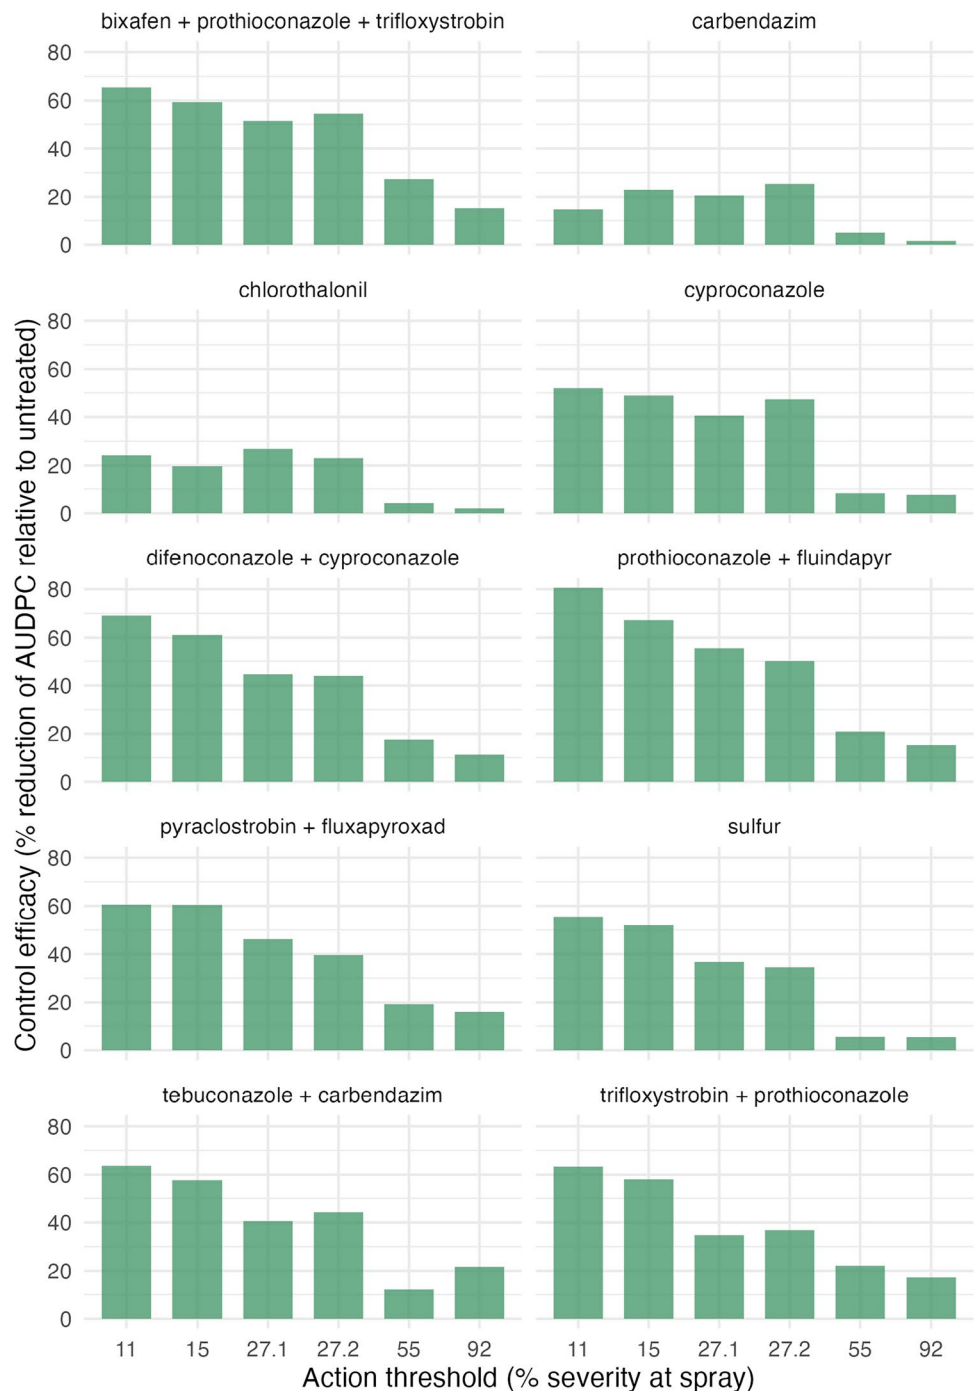 bixafen + prothioconazole + trifloxystrobin
carbendazim
80
60
40
20
0
chlorothalonil
cyproconazole
80
60
40
20
0
difenoconazole + cyproconazole
prothioconazole + fluindapyr
80
60
40
20
0
pyraclostrobin + fluxapyroxad
sulfur
80
60
40
20
0
tebuconazole + carbendazim
trifloxystrobin + prothioconazole
80
60
40
20
0
11 15 27.1 27.2 55 92
11 15 27.1 27.2 55 92
Action threshold (% severity at spray)
Control efficacy (% reduction of AUDPC relative to untreated)